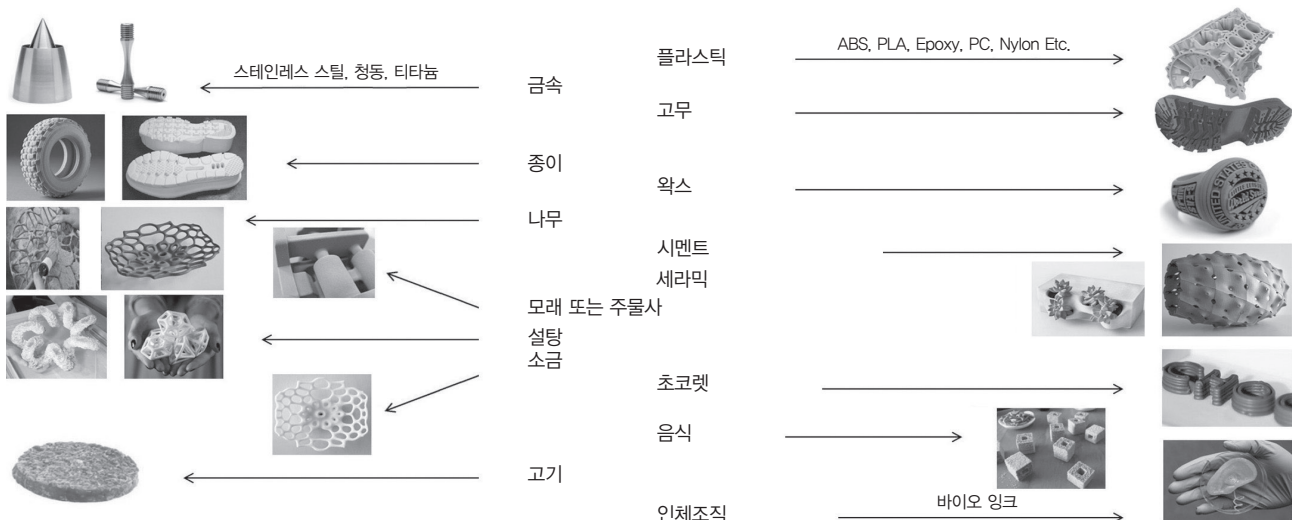 스테인레스 스틸, 청동, 티타늄
금속
종이
나무
모래 또는 주물사
설탕
소금
고기
플라스틱
ABS, PLA, Epoxy, PC, Nylon Etc.
고무
왁스
시멘트
세라믹
초코렛
음식
인체조직
바이오 잉크